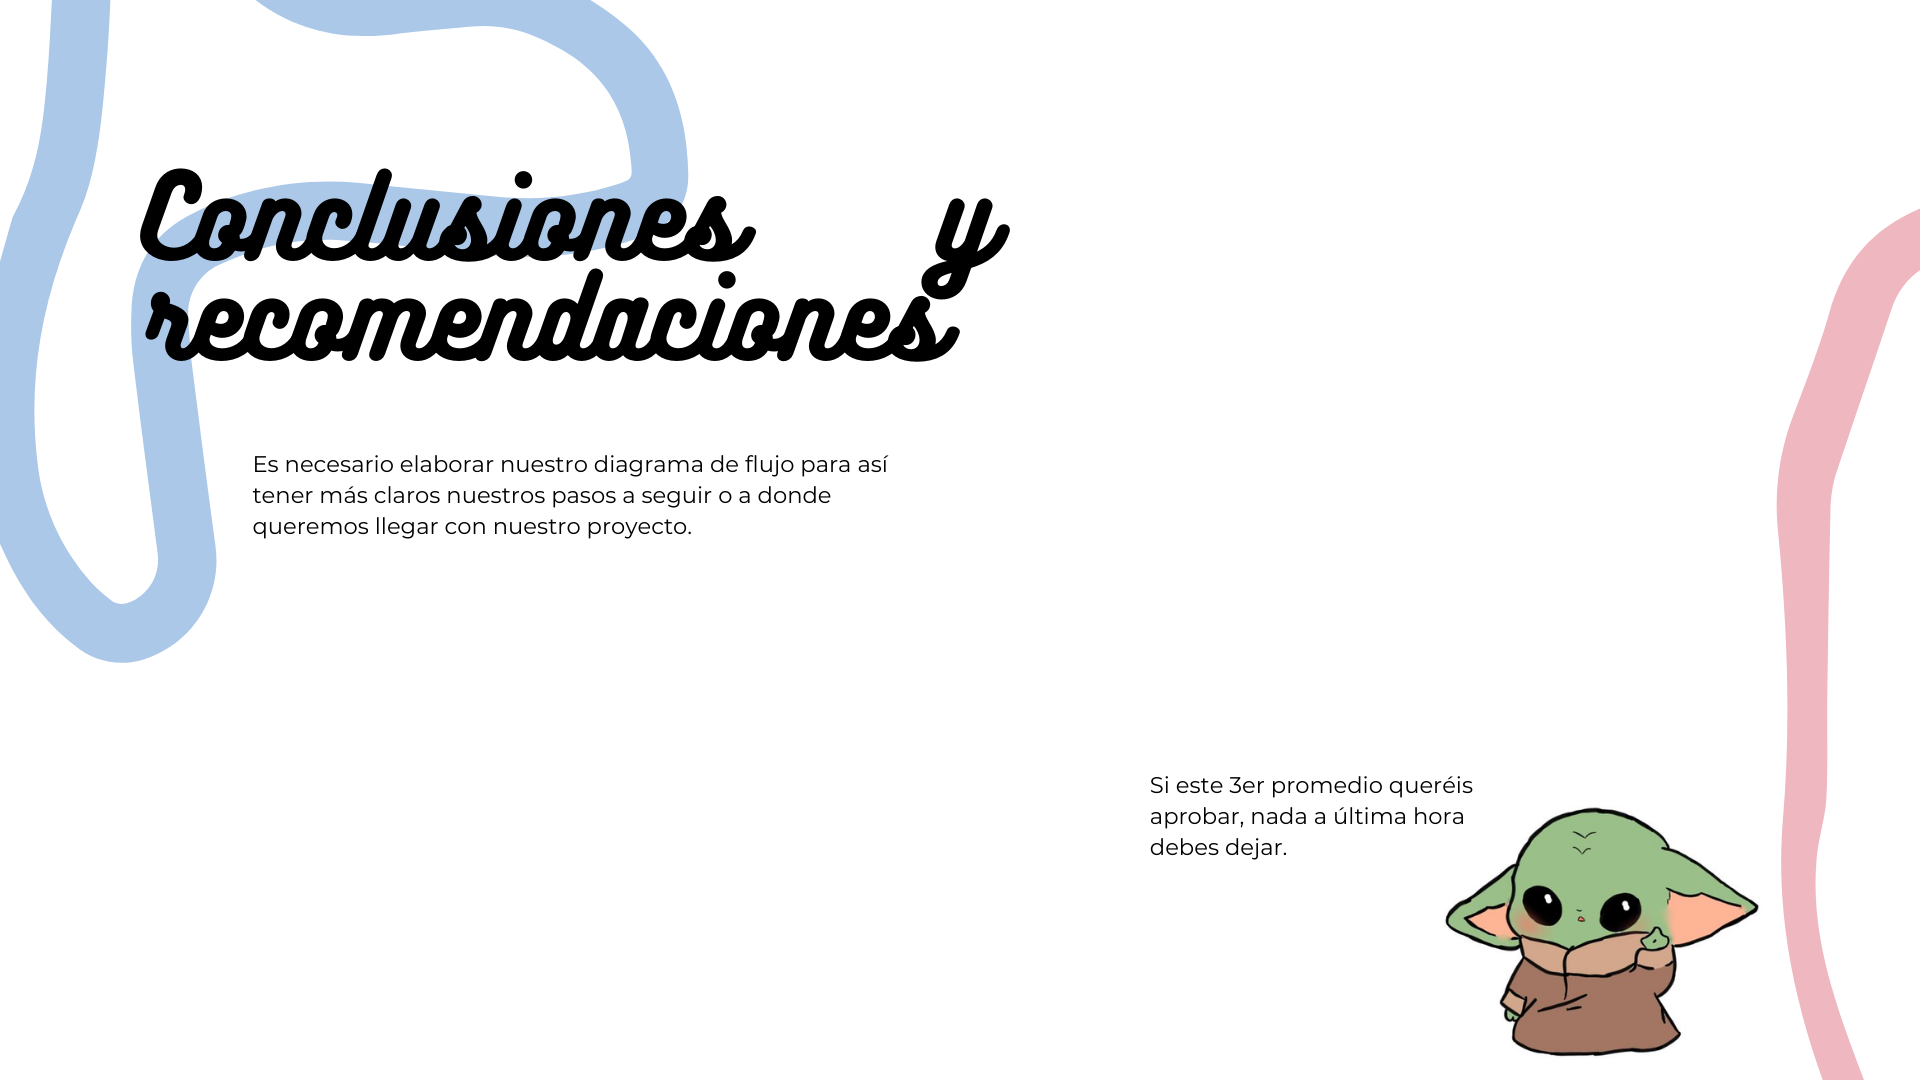 Conclusiones y
recomendaciones
Es necesario elaborar nuestro diagrama de flujo para así
tener más claros nuestros pasos a seguir o a donde
queremos llegar con nuestro proyecto.
Si este 3er promedio queréis
aprobar, nada a última hora
debes dejar.